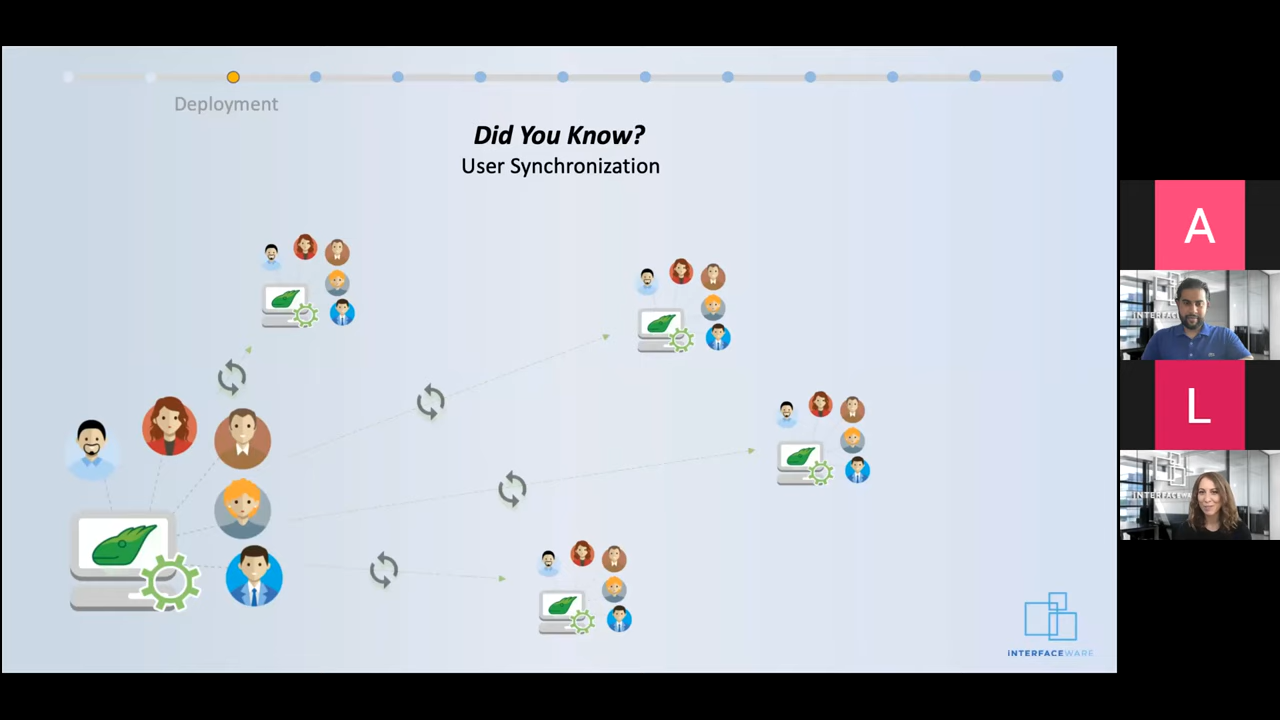 Deployment
Did You Know?
User Synchronization
A
L
INTERFACEWARE